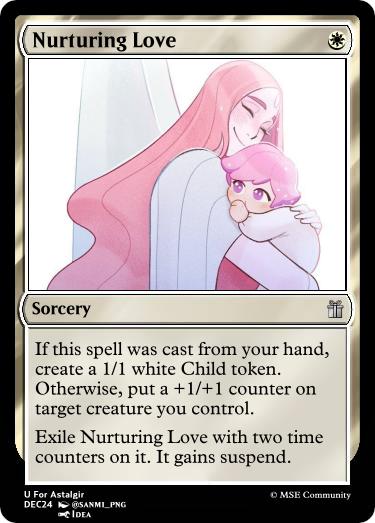 Nurturing Love
Sorcery
If this spell was cast from your hand,
create a 1/1 white Child token.
Otherwise, put a +1/+1 counter on
target creature you control.
Exile Nurturing Love with two time
counters on it. It gains suspend.
U For Astalgir
DEC24 @SANMI_PNG
IDEA
© MSE Community